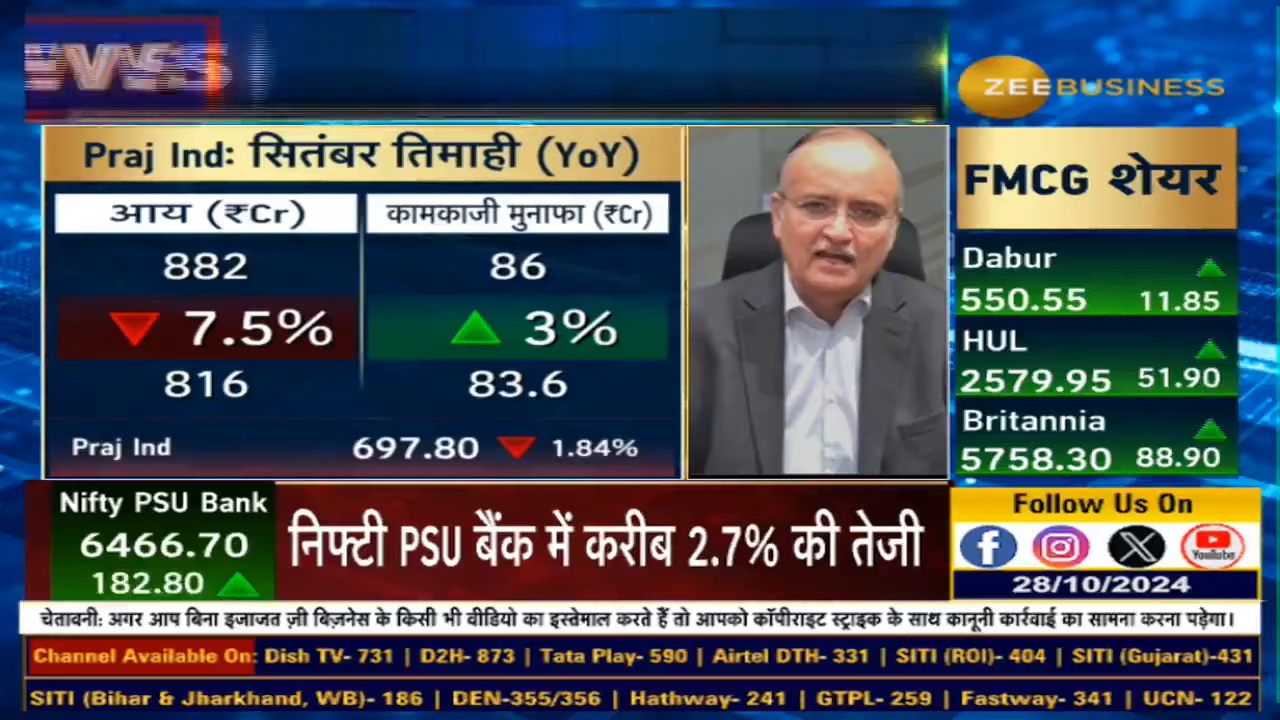 ZEEBUSINESS
Praj Ind: सितंबर तिमाही (YoY)
आय (₹Cr)
कामकाजी मुनाफा (₹Cr)
882
86
7.5%
3%
816
83.6
Praj Ind 697.80 1.84%
FMCG शेयर
Dabur
550.55 11.85
HUL
2579.95 51.90
Britannia
5758.30 88.90
Nifty PSU Bank
6466.70
182.80
निफ्टी PSU बैंक में करीब 2.7% की तेजी
Follow Us On
YouTube
28/10/2024
चेतावनी: अगर आप बिना इजाजत ज़ी बिज़नेस के किसी भी वीडियो का इस्तेमाल करते हैं तो आपको कॉपीराइट स्ट्राइक के साथ कानूनी कार्रवाई का सामना करना पड़ेगा।
Channel Available On: Dish TV- 731 | D2H- 873 | Tata Play- 590 | Airtel DTH- 331 | SITI (ROI)- 404 | SITI (Gujarat)-431
SITI (Bihar & Jharkhand, WB)- 186 | DEN-355/356 | Hathway- 241 | GTPL- 259 | Fastway- 341 | UCN- 122